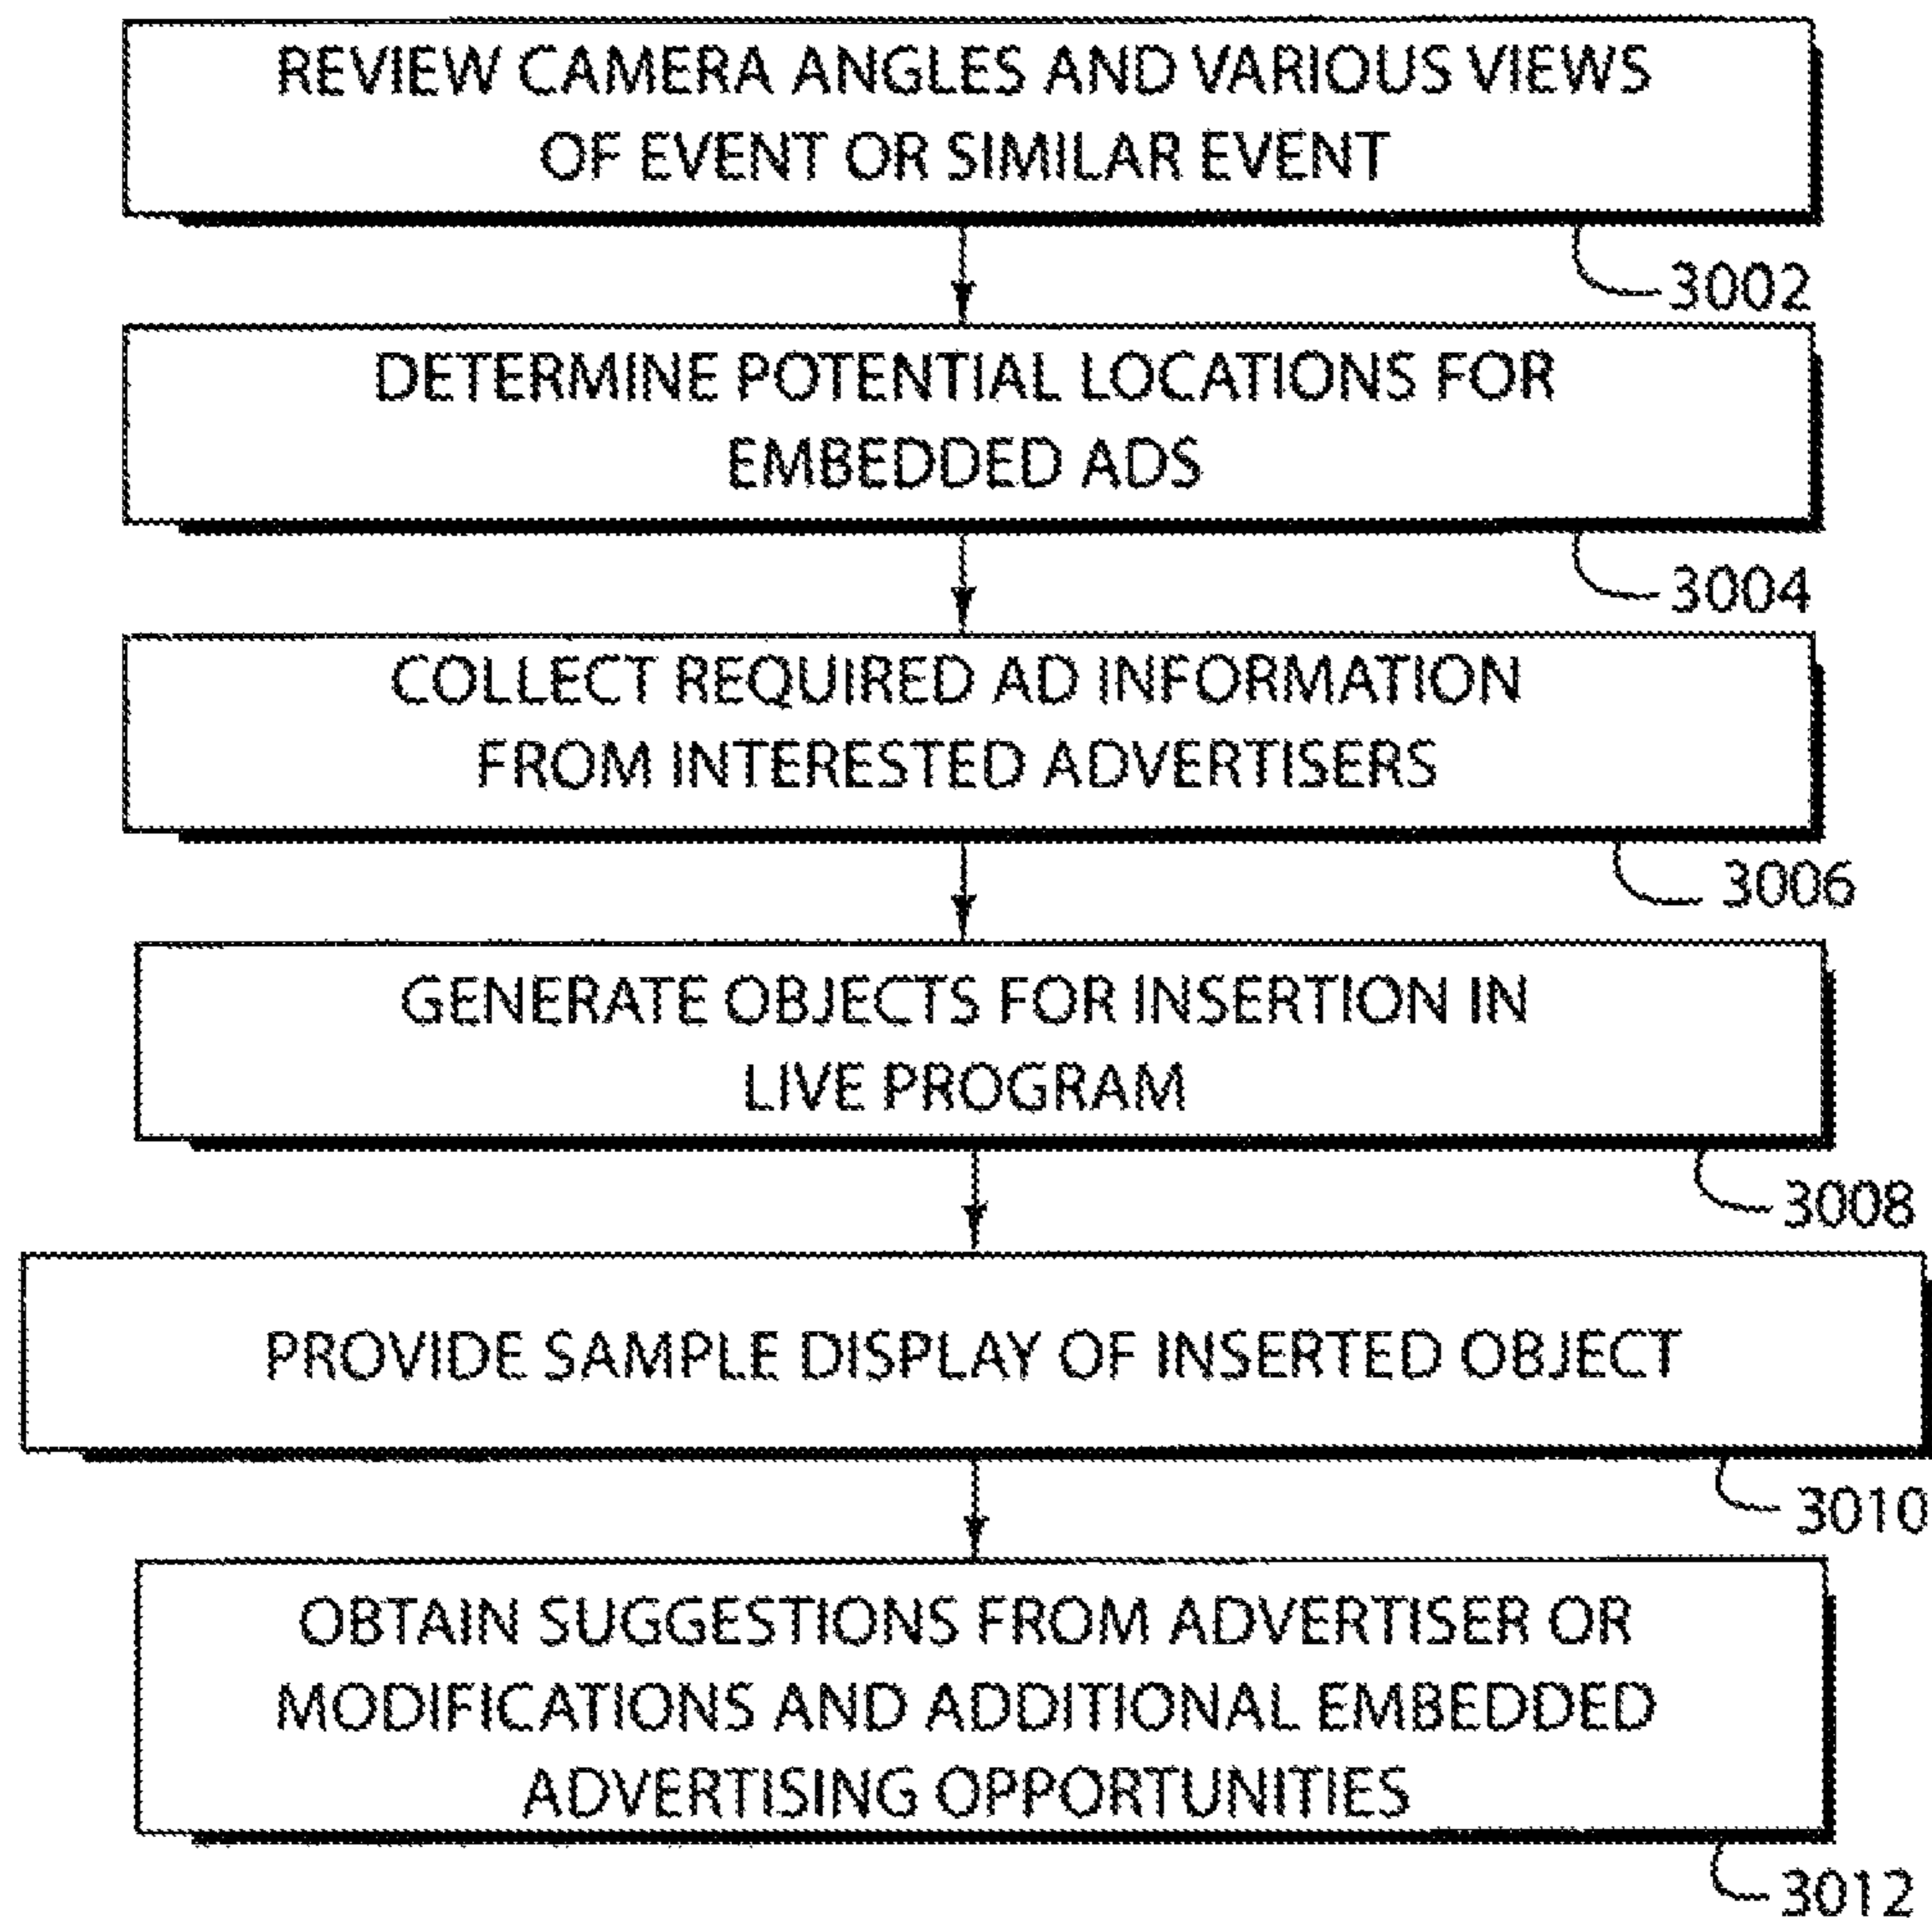 REVIEW CAMERA ANGLES AND VARIOUS VIEWS
OF EVENT OR SIMILAR EVENT
3002
DETERMINE POTENTIAL LOCATIONS FOR
EMBEDDED ADS
3004
COLLECT REQUIRED AD INFORMATION
FROM INTERESTED ADVERTISERS
3006
GENERATE OBJECTS FOR INSERTION IN
LIVE PROGRAM
3008
PROVIDE SAMPLE DISPLAY OF INSERTED OBJECT
3010
OBTAIN SUGGESTIONS FROM ADVERTISER OR
MODIFICATIONS AND ADDITIONAL EMBEDDED
ADVERTISING OPPORTUNITIES
3012